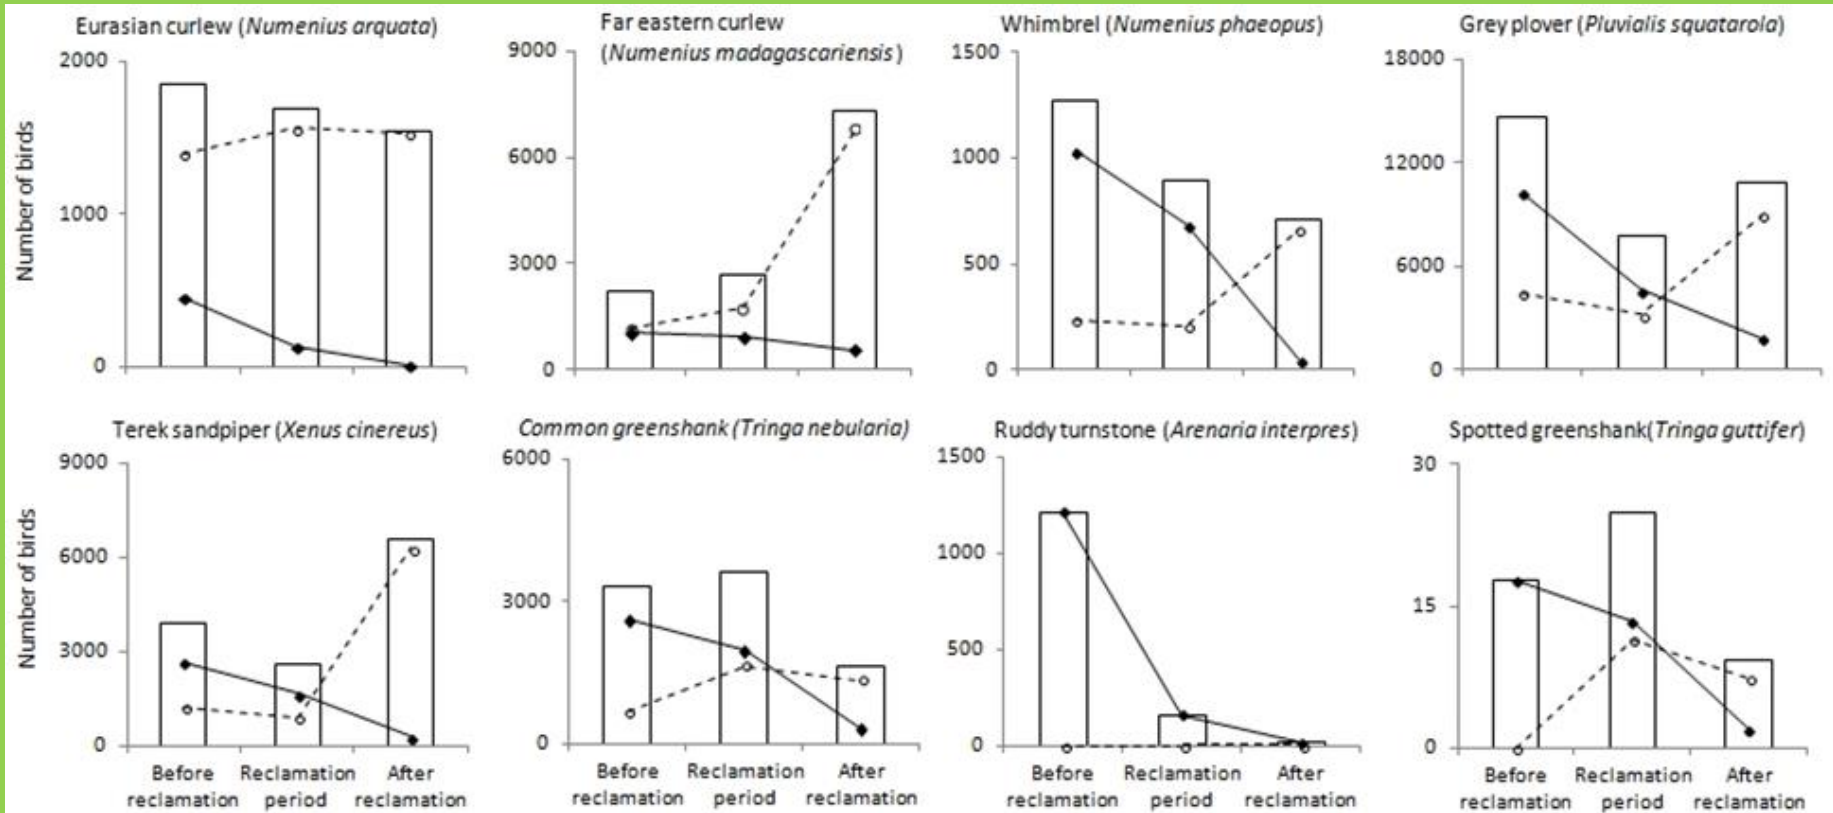 Eurasian curlew (Numenius arquata)
Far eastern curlew
(Numenius madagascariensis)
Whimbrel (Numenius phaeopus)
Grey plover (Pluvialis squatarola)
Number of birds
2000
1000
0
9000
6000
3000
0
1500
1000
500
0
18000
12000
6000
0
Terek sandpiper (Xenus cinereus)
Common greenshank (Tringa nebularia)
Ruddy turnstone (Arenaria interpres)
Spotted greenshank(Tringa guttifer)
Number of birds
9000
6000
3000
0
6000
3000
0
1500
1000
500
0
30
15
0
Before Reclamation After
reclamation period reclamation
Before Reclamation After
reclamation period reclamation
Before Reclamation After
reclamation period reclamation
Before Reclamation After
reclamation period reclamation